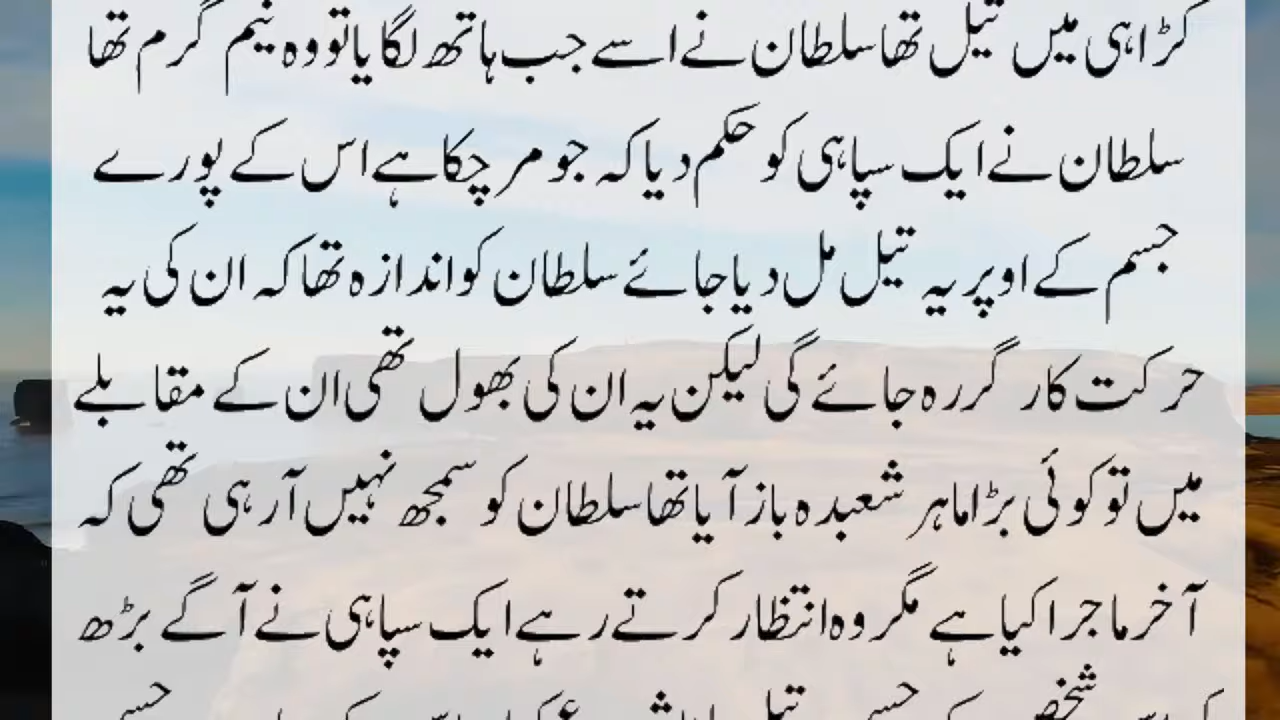 کڑاہی میں تیل تھا سلطان نے اسے جب ہاتھ لگایا تو وہ نیم گرم تھا
سلطان نے ایک سپاہی کو حکم دیا کہ جو مر چکا ہے اس کے پورے
جسم کے اوپر یہ تیل مل دیا جائے سلطان کو اندازہ تھا کہ ان کی یہ
حرکت کار گر رہ جائے گی لیکن یہ ان کی بھول تھی ان کے مقابلے
میں تو کوئی بڑا ماہر شعبدہ باز آیا تھا سلطان کو سمجھ نہیں آرہی تھی کہ
آخر ماجرا کیا ہے مگر وہ انتظار کرتے رہے ایک سپاہی نے آگے بڑھ